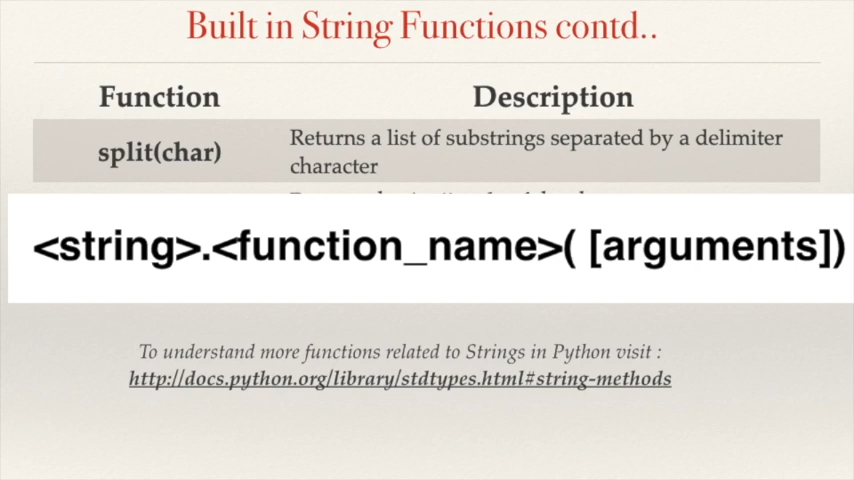 Built in String Functions contd..
Function Description
split(char) Returns a list of substrings separated by a delimiter
character
<string>.<function_name>( [arguments])
To understand more functions related to Strings in Python visit :
http://docs.python.org/library/stdtypes.html#string-methods